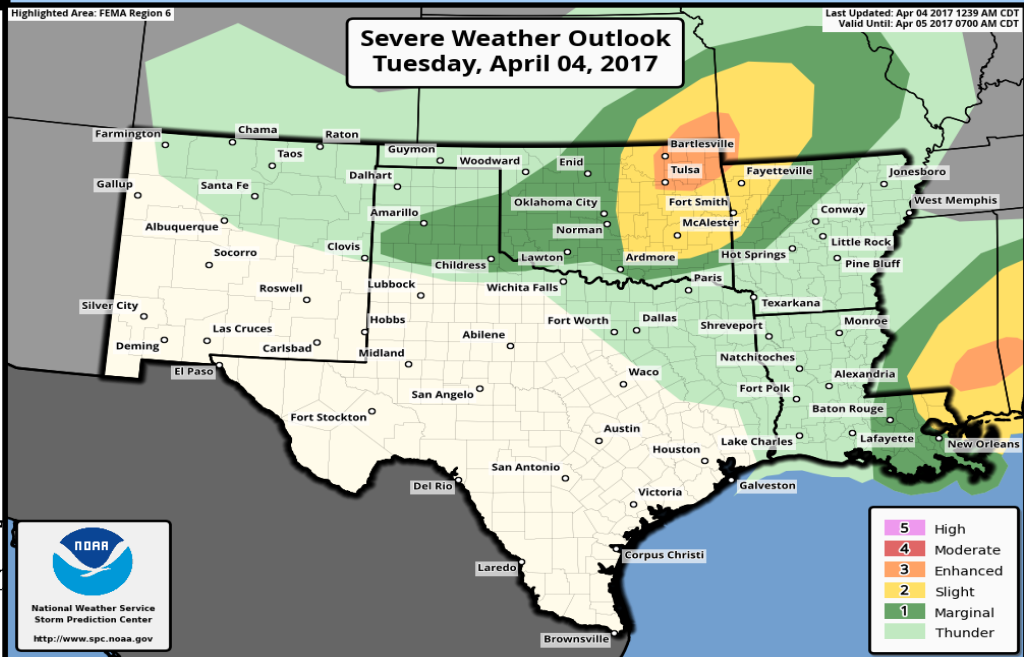 Highlighted Area: FEMA Region 6
Last Updated: Apr 04 2017 1239 AM CDT
Valid Until: Apr 05 2017 0700 AM CDT
Severe Weather Outlook
Tuesday, April 04, 2017
Farmington
Chama
Raton
Taos
Guymon
Woodward
Enid
Bartlesville
Tulsa
Fayetteville
Jonesboro
Gallup
Santa Fe
Dalhart
Amarillo
Oklahoma City
Fort Smith
West Memphis
Albuquerque
Norman
McAlester
Conway
Socorro
Clovis
Childress
Lawton
Ardmore
Hot Springs
Little Rock
Pine Bluff
Roswell
Lubbock
Wichita Falls
Paris
Texarkana
Silver City
Las Cruces
Hobbs
Abilene
Fort Worth
Dallas
Shreveport
Monroe
Deming
Carlsbad
Midland
Natchitoches
El Paso
San Angelo
Waco
Fort Polk
Alexandria
Fort Stockton
Austin
Baton Rouge
Houston
Lake Charles
Lafayette
New Orleans
Del Rio
San Antonio
Victoria
Galveston
Laredo
Corpus Christi
Brownsville
NOAA
National Weather Service
Storm Prediction Center
http://www.spc.noaa.gov
5 High
4 Moderate
3 Enhanced
2 Slight
1 Marginal
Thunder